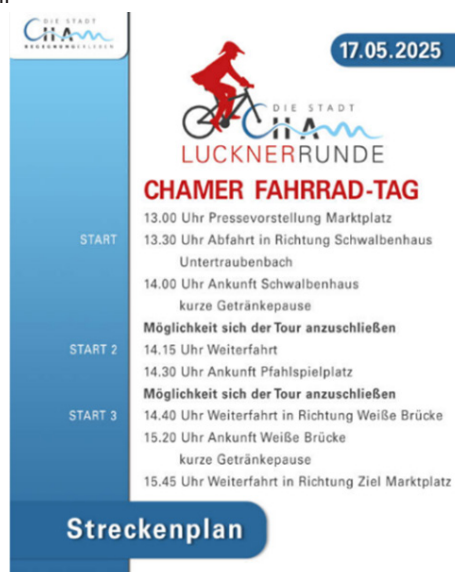 DIE STADT
CHAM
BEGEGNUNGERLEBEN
17.05.2025
DIE STADT
CHAM
LUCKNERRUNDE
CHAMER FAHRRAD-TAG
13.00 Uhr Pressevorstellung Marktplatz
START 13.30 Uhr Abfahrt in Richtung Schwalbenhaus
Untertraubenbach
14.00 Uhr Ankunft Schwalbenhaus
kurze Getränkepause
Möglichkeit sich der Tour anzuschließen
START 2 14.15 Uhr Weiterfahrt
14.30 Uhr Ankunft Pfahlspielplatz
Möglichkeit sich der Tour anzuschließen
START 3 14.40 Uhr Weiterfahrt in Richtung Weiße Brücke
15.20 Uhr Ankunft Weiße Brücke
kurze Getränkepause
15.45 Uhr Weiterfahrt in Richtung Ziel Marktplatz
Streckenplan